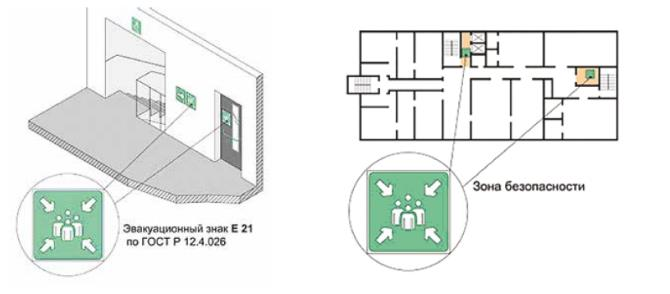 Эвакуационный знак Е 21
по ГОСТ Р 12.4.026
Зона безопасности